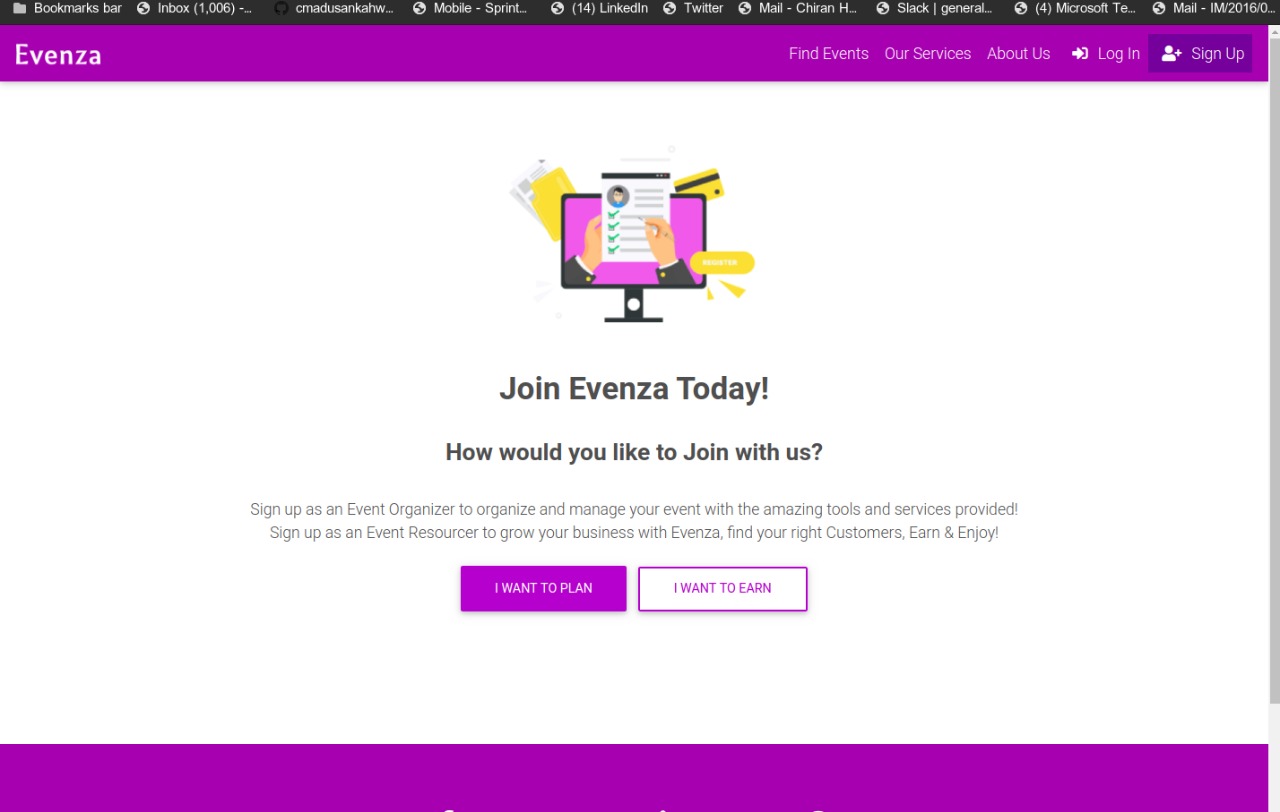 Bookmarks bar Inbox (1,006) -... cmadusankahw... Mobile - Sprint... (14) LinkedIn Twitter Mail - Chiran H... Slack | general... (4) Microsoft Te... Mail - IM/2016/0...
Evenza Find Events Our Services About Us Log In Sign Up
REGISTER
Join Evenza Today!
How would you like to Join with us?
Sign up as an Event Organizer to organize and manage your event with the amazing tools and services provided!
Sign up as an Event Resourcer to grow your business with Evenza, find your right Customers, Earn & Enjoy!
I WANT TO PLAN I WANT TO EARN